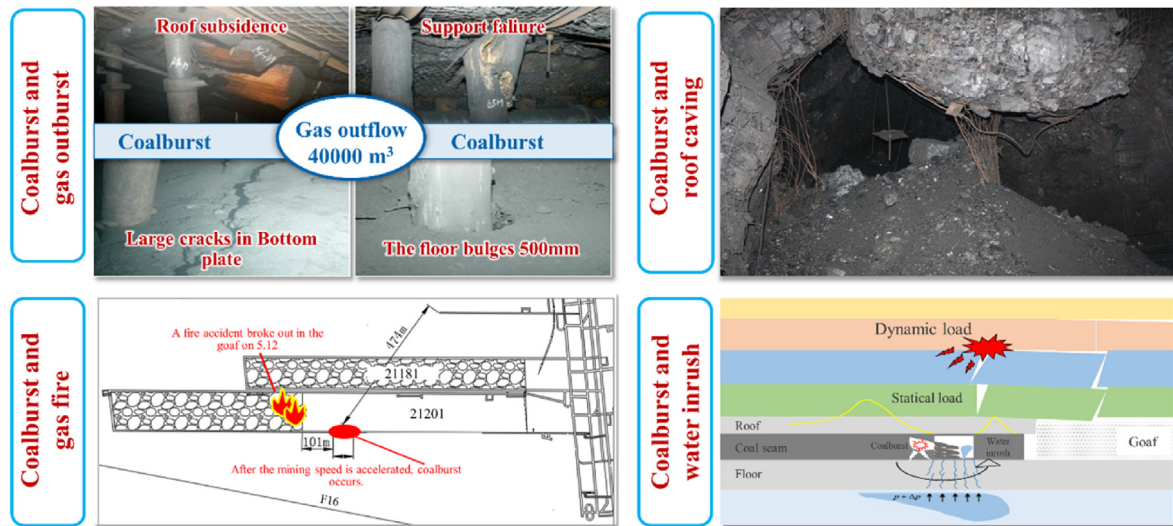 Coalburst and
gas outburst
Roof subsidence
Support faliure
Coalburst
Gas outflow
40000 m³
Coalburst
Large cracks in Bottom
plate
The floor bulges 500mm
Coalburst and
roof caving
Coalburst and
gas fire
A fire accident broke out in the
goaf on 5.12
474m
21181
21201
101m
After the mining speed is accelerated, coalburst
occurs.
F16
Coalburst and
water inrush
Dynamic load
Statical load
Roof
Coal seam
Coalburst
Water
inrush
Goaf
Floor
p + Δp